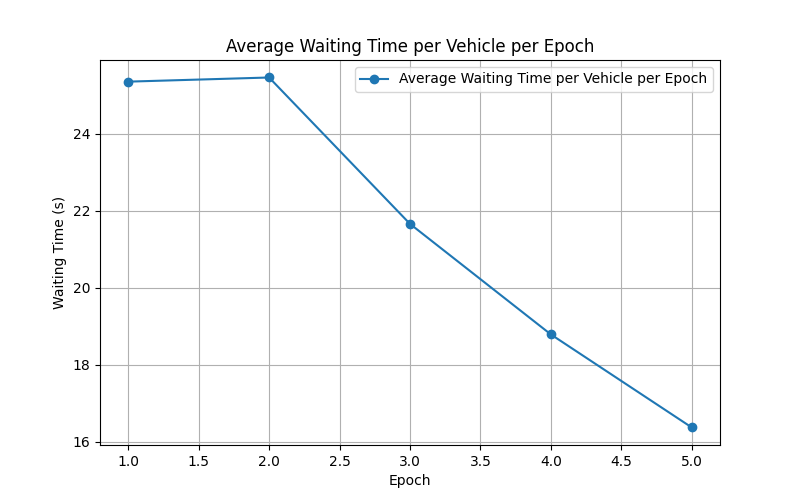 Average Waiting Time per Vehicle per Epoch
Average Waiting Time per Vehicle per Epoch
24
22
20
18
16
Waiting Time (s)
1.0 1.5 2.0 2.5 3.0 3.5 4.0 4.5 5.0
Epoch